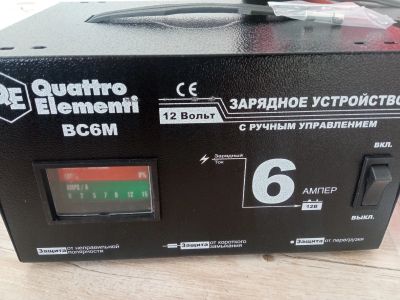 QE Quattro
Elementi
BC6M
CE
12 Вольт
ЗАРЯДНОЕ УСТРОЙСТВО
С РУЧНЫМ УПРАВЛЕНИЕМ
Зарядный
Ток
6
АМПЕР
12В
ВКЛ.
ВЫКЛ.
Защита от неправильной
полярности
Защита от короткого
замыкания
Защита от перегрузки